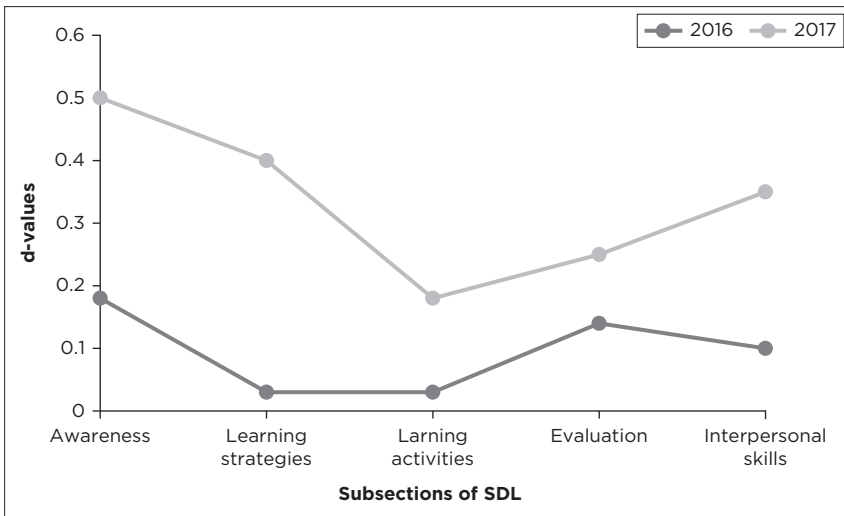 2016 2017
0.6
0.5
0.4
0.3
0.2
0.1
0
d-values
Awareness
Learning
strategies
Larning
activities
Evaluation
Interpersonal
skills
Subsections of SDL